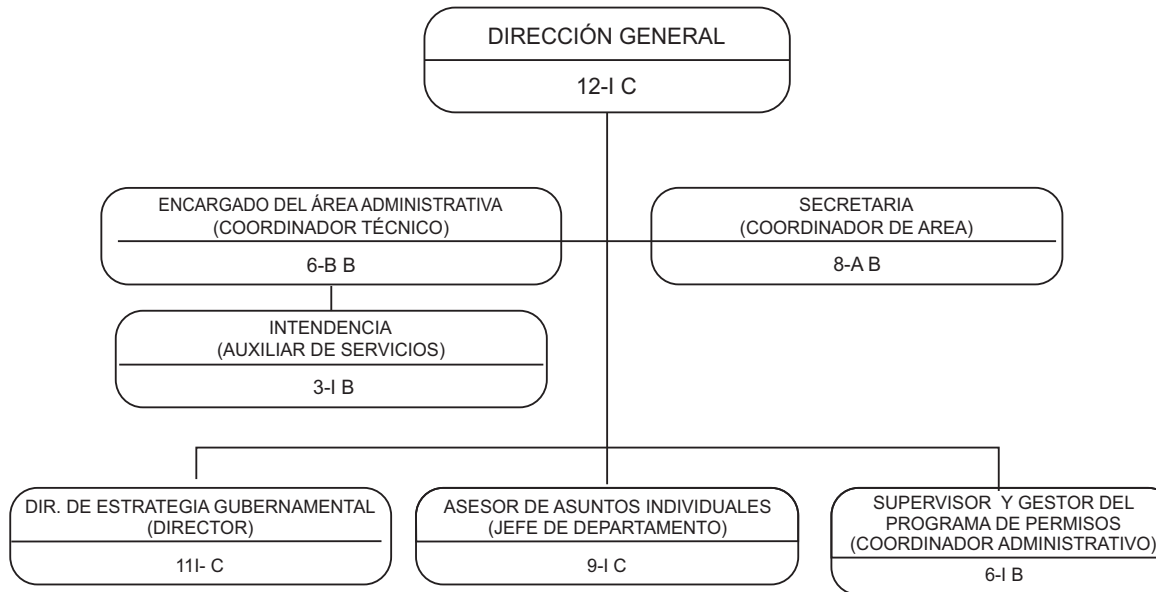 DIRECCIÓN GENERAL
12-I C
ENCARGADO DEL ÁREA ADMINISTRATIVA
(COORDINADOR TÉCNICO)
6-B B
SECRETARIA
(COORDINADOR DE AREA)
8-A B
INTENDENCIA
(AUXILIAR DE SERVICIOS)
3-I B
DIR. DE ESTRATEGIA GUBERNAMENTAL
(DIRECTOR)
11I- C
ASESOR DE ASUNTOS INDIVIDUALES
(JEFE DE DEPARTAMENTO)
9-I C
SUPERVISOR Y GESTOR DEL
PROGRAMA DE PERMISOS
(COORDINADOR ADMINISTRATIVO)
6-I B